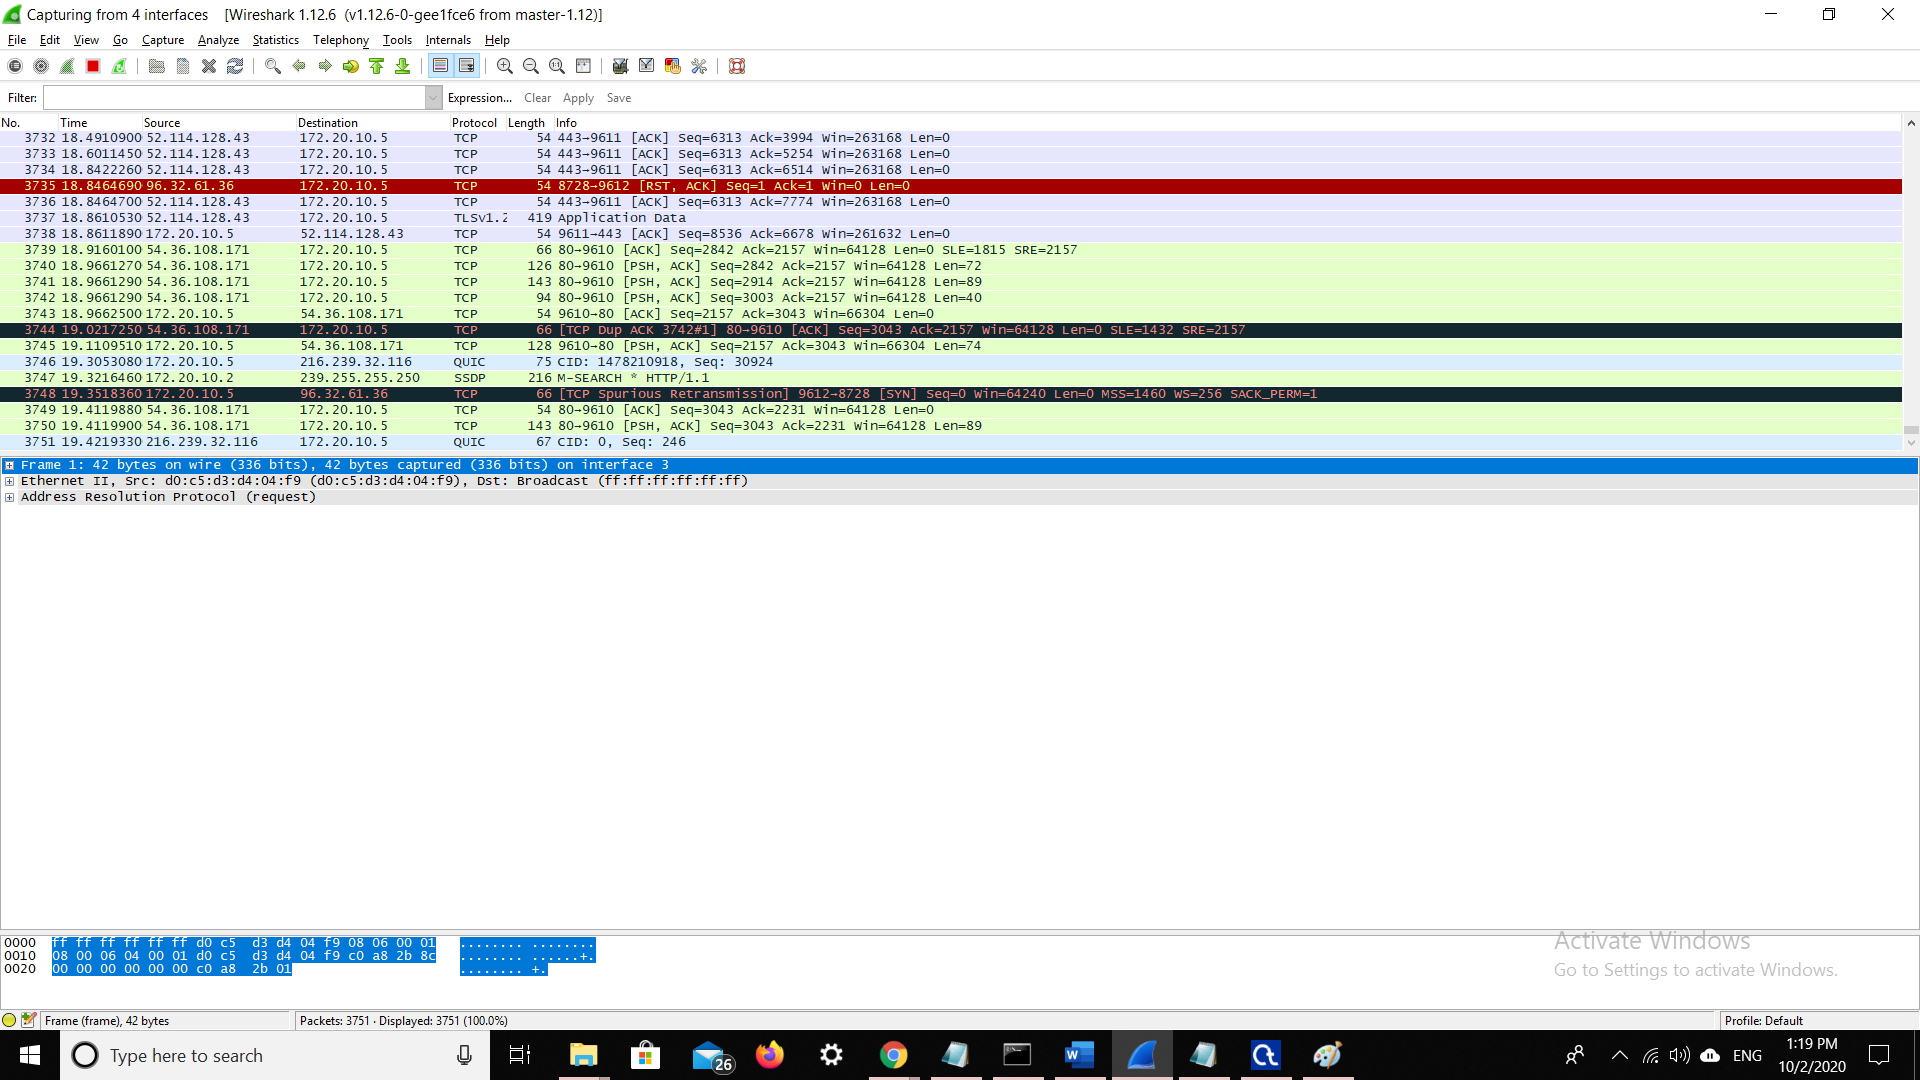 Capturing from 4 interfaces [Wireshark 1.12.6 (v1.12.6-0-gee1fce6 from master-1.12)]
File Edit View Go Capture Analyze Statistics Telephony Tools Internals Help
Filter: Expression... Clear Apply Save
No. Time Source Destination Protocol Length Info
3732 18.4910900 52.114.128.43 172.20.10.5 TCP 54 443→9611 [ACK] Seq=6313 Ack=3994 Win=263168 Len=0
3733 18.6011450 52.114.128.43 172.20.10.5 TCP 54 443→9611 [ACK] Seq=6313 Ack=5254 Win=263168 Len=0
3734 18.8422260 52.114.128.43 172.20.10.5 TCP 54 443→9611 [ACK] Seq=6313 Ack=6514 Win=263168 Len=0
3735 18.8464690 96.32.61.36 172.20.10.5 TCP 54 8728→9612 [RST, ACK] Seq=1 Ack=1 Win=0 Len=0
3736 18.8464700 52.114.128.43 172.20.10.5 TCP 54 443→9611 [ACK] Seq=6313 Ack=7774 Win=263168 Len=0
3737 18.8610530 52.114.128.43 172.20.10.5 TLSv1.2 419 Application Data
3738 18.8611890 172.20.10.5 52.114.128.43 TCP 54 9611→443 [ACK] Seq=8536 Ack=6678 Win=261632 Len=0
3739 18.9160100 54.36.108.171 172.20.10.5 TCP 66 80→9610 [ACK] Seq=2842 Ack=2157 Win=64128 Len=0 SLE=1815 SRE=2157
3740 18.9661270 54.36.108.171 172.20.10.5 TCP 126 80→9610 [PSH, ACK] Seq=2842 Ack=2157 Win=64128 Len=72
3741 18.9661290 54.36.108.171 172.20.10.5 TCP 143 80→9610 [PSH, ACK] Seq=2914 Ack=2157 Win=64128 Len=89
3742 18.9661290 54.36.108.171 172.20.10.5 TCP 94 80→9610 [PSH, ACK] Seq=3003 Ack=2157 Win=64128 Len=40
3743 18.9662500 172.20.10.5 54.36.108.171 TCP 54 9610→80 [ACK] Seq=2157 Ack=3043 Win=66304 Len=0
3744 19.0217250 54.36.108.171 172.20.10.5 TCP 66 [TCP Dup ACK 3742#1] 80→9610 [ACK] Seq=3043 Ack=2157 Win=64128 Len=0 SLE=1432 SRE=2157
3745 19.1109510 172.20.10.5 54.36.108.171 TCP 128 9610→80 [PSH, ACK] Seq=2157 Ack=3043 Win=66304 Len=74
3746 19.3053080 172.20.10.5 216.239.32.116 QUIC 75 CID: 1478210918, Seq: 30924
3747 19.3216460 172.20.10.2 239.255.255.250 SSDP 216 M-SEARCH * HTTP/1.1
3748 19.3518360 172.20.10.5 96.32.61.36 TCP 66 [TCP Spurious Retransmission] 9612→8728 [SYN] Seq=0 Win=64240 Len=0 MSS=1460 WS=256 SACK_PERM=1
3749 19.4119880 54.36.108.171 172.20.10.5 TCP 54 80→9610 [ACK] Seq=3043 Ack=2231 Win=64128 Len=0
3750 19.4119900 54.36.108.171 172.20.10.5 TCP 143 80→9610 [PSH, ACK] Seq=3043 Ack=2231 Win=64128 Len=89
3751 19.4219330 216.239.32.116 172.20.10.5 QUIC 67 CID: 0, Seq: 246
Frame 1: 42 bytes on wire (336 bits), 42 bytes captured (336 bits) on interface 3
Ethernet II, Src: d0:c5:d3:d4:04:f9 (d0:c5:d3:d4:04:f9), Dst: Broadcast (ff:ff:ff:ff:ff:ff)
Address Resolution Protocol (request)
0000 ff ff ff ff ff ff d0 c5 d3 d4 04 f9 08 06 00 01 ........ ........
0010 08 00 06 04 00 01 d0 c5 d3 d4 04 f9 c0 a8 2b 8c ........ ......+.
0020 00 00 00 00 00 00 c0 a8 2b 01 ........ +.
Activate Windows
Go to Settings to activate Windows.
Frame (frame), 42 bytes Packets: 3751 · Displayed: 3751 (100.0%) Profile: Default
Type here to search 26 ENG 1:19 PM
10/2/2020